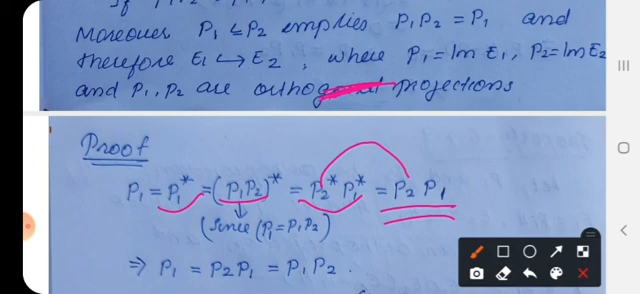 Moreover P₁ ≤ P₂ implies P₁P₂ = P₁ and
therefore E₁ ↪ E₂, where P₁ = Im E₁, P₂ = Im E₂
and P₁, P₂ are orthogonal projections
Proof
P₁ = P₁* = (P₁P₂)* = P₂* P₁* = P₂ P₁
(since (P₁ = P₁P₂)
⇒ P₁ = P₂P₁ = P₁P₂.